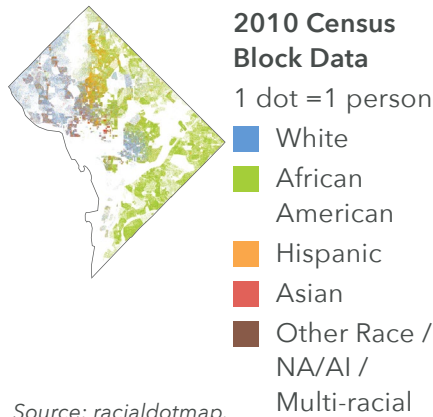 2010 Census
Block Data
1 dot =1 person
White
African
American
Hispanic
Asian
Other Race /
NA/AI /
Multi-racial
Source: racialdotmap.